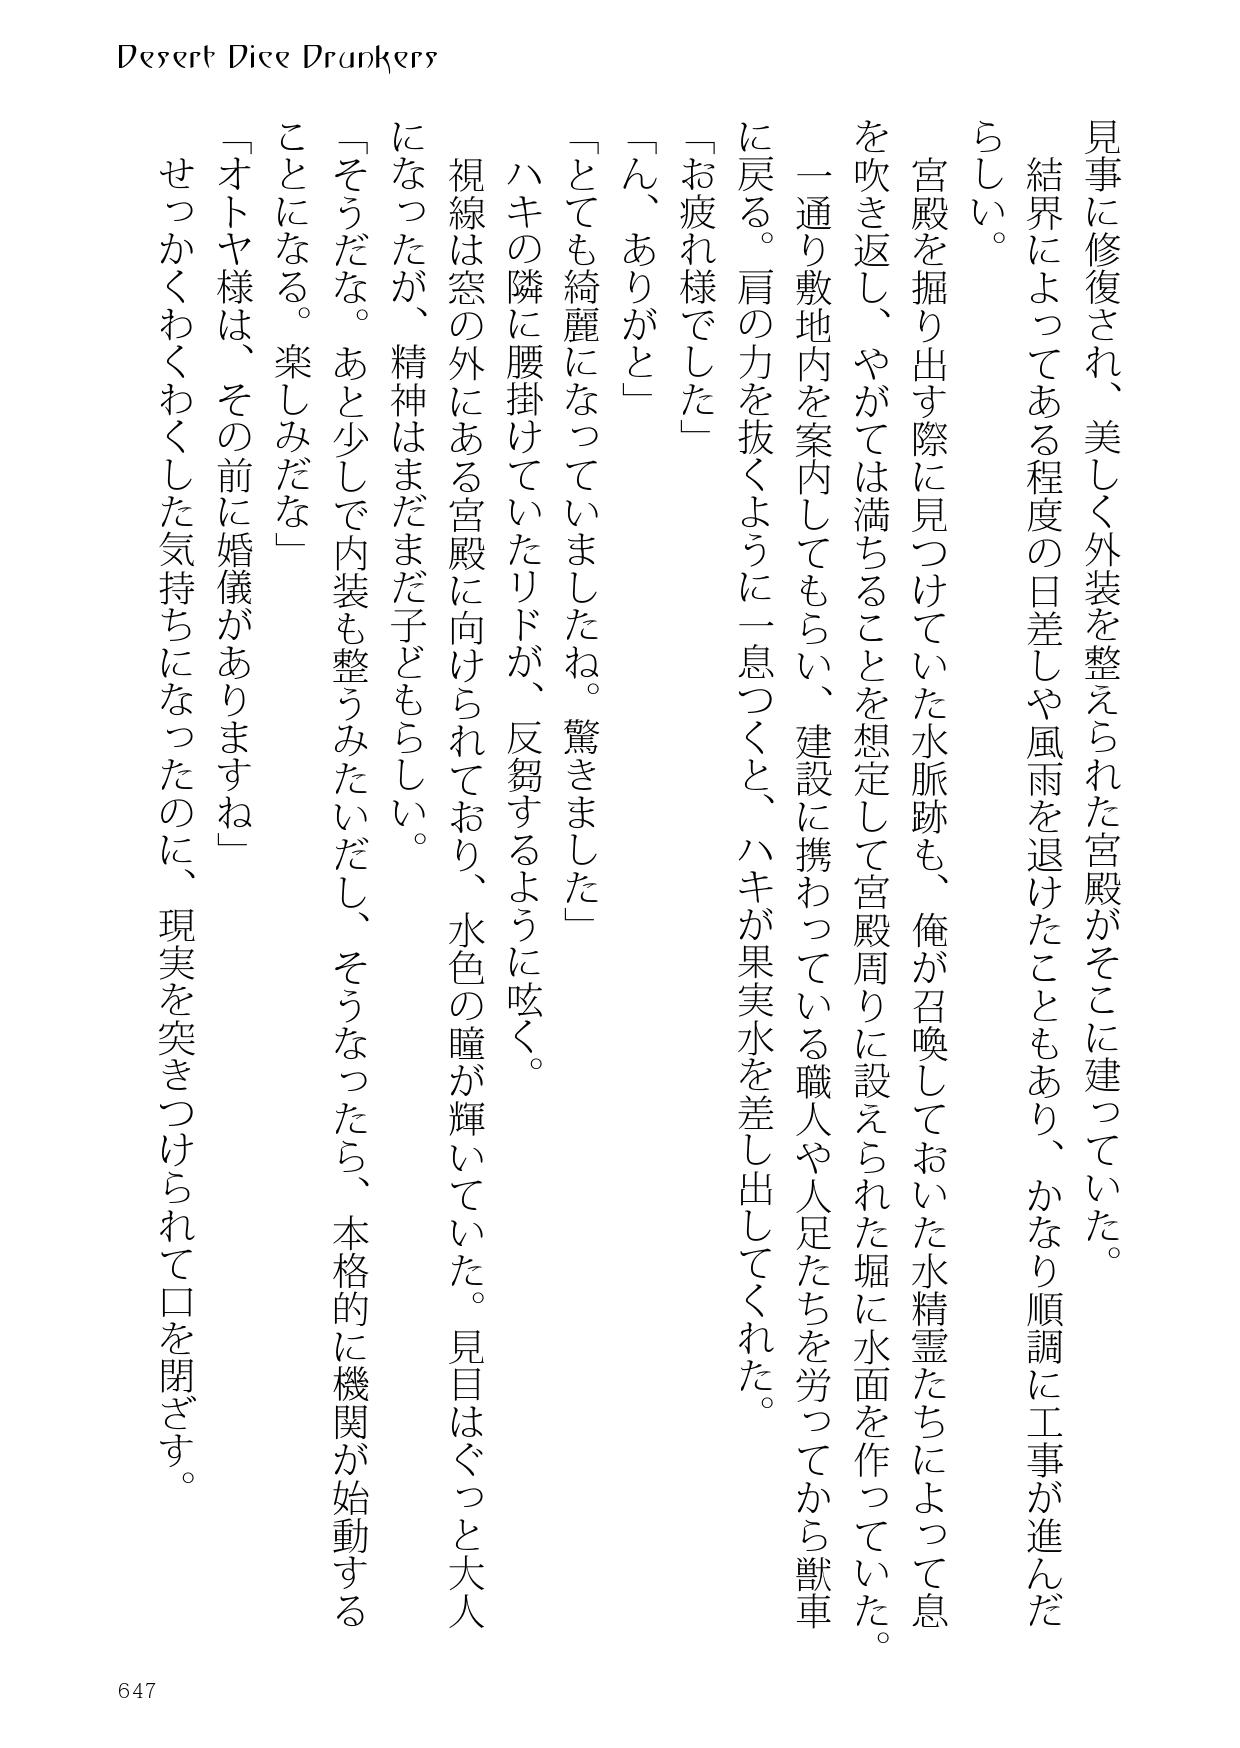 Desert Dice Drunkers
見事に修復され、美しく外装を整えられた宮殿がそこに建っていた。
結界によってある程度の日差しや風雨を退けたこともあり、かなり順調に工事が進んだ
らしい。
宮殿を掘り出す際に見つけていた水脈跡も、俺が召喚しておいた水精霊たちによって息
を吹き返し、やがては満ちることを想定して宮殿周りに設えられた堀に水面を作っていた。
一通り敷地内を案内してもらい、建設に携わっている職人や人足たちを労ってから獣車
に戻る。肩の力を抜くように一息つくと、ハキが果実水を差し出してくれた。
「お疲れ様でした」
「ん、ありがと」
「とても綺麗になっていましたね。驚きました」
ハキの隣に腰掛けていたリドが、反芻するように呟く。
視線は窓の外にある宮殿に向けられており、水色の瞳が輝いていた。見目はぐっと大人
になったが、精神はまだまだ子どもらしい。
「そうだな。あと少しで内装も整うみたいだし、そうなったら、本格的に機関が始動する
ことになる。楽しみだな」
「オトヤ様は、その前に婚儀がありますね」
せっかくわくわくした気持ちになったのに、現実を突きつけられて口を閉ざす。
647